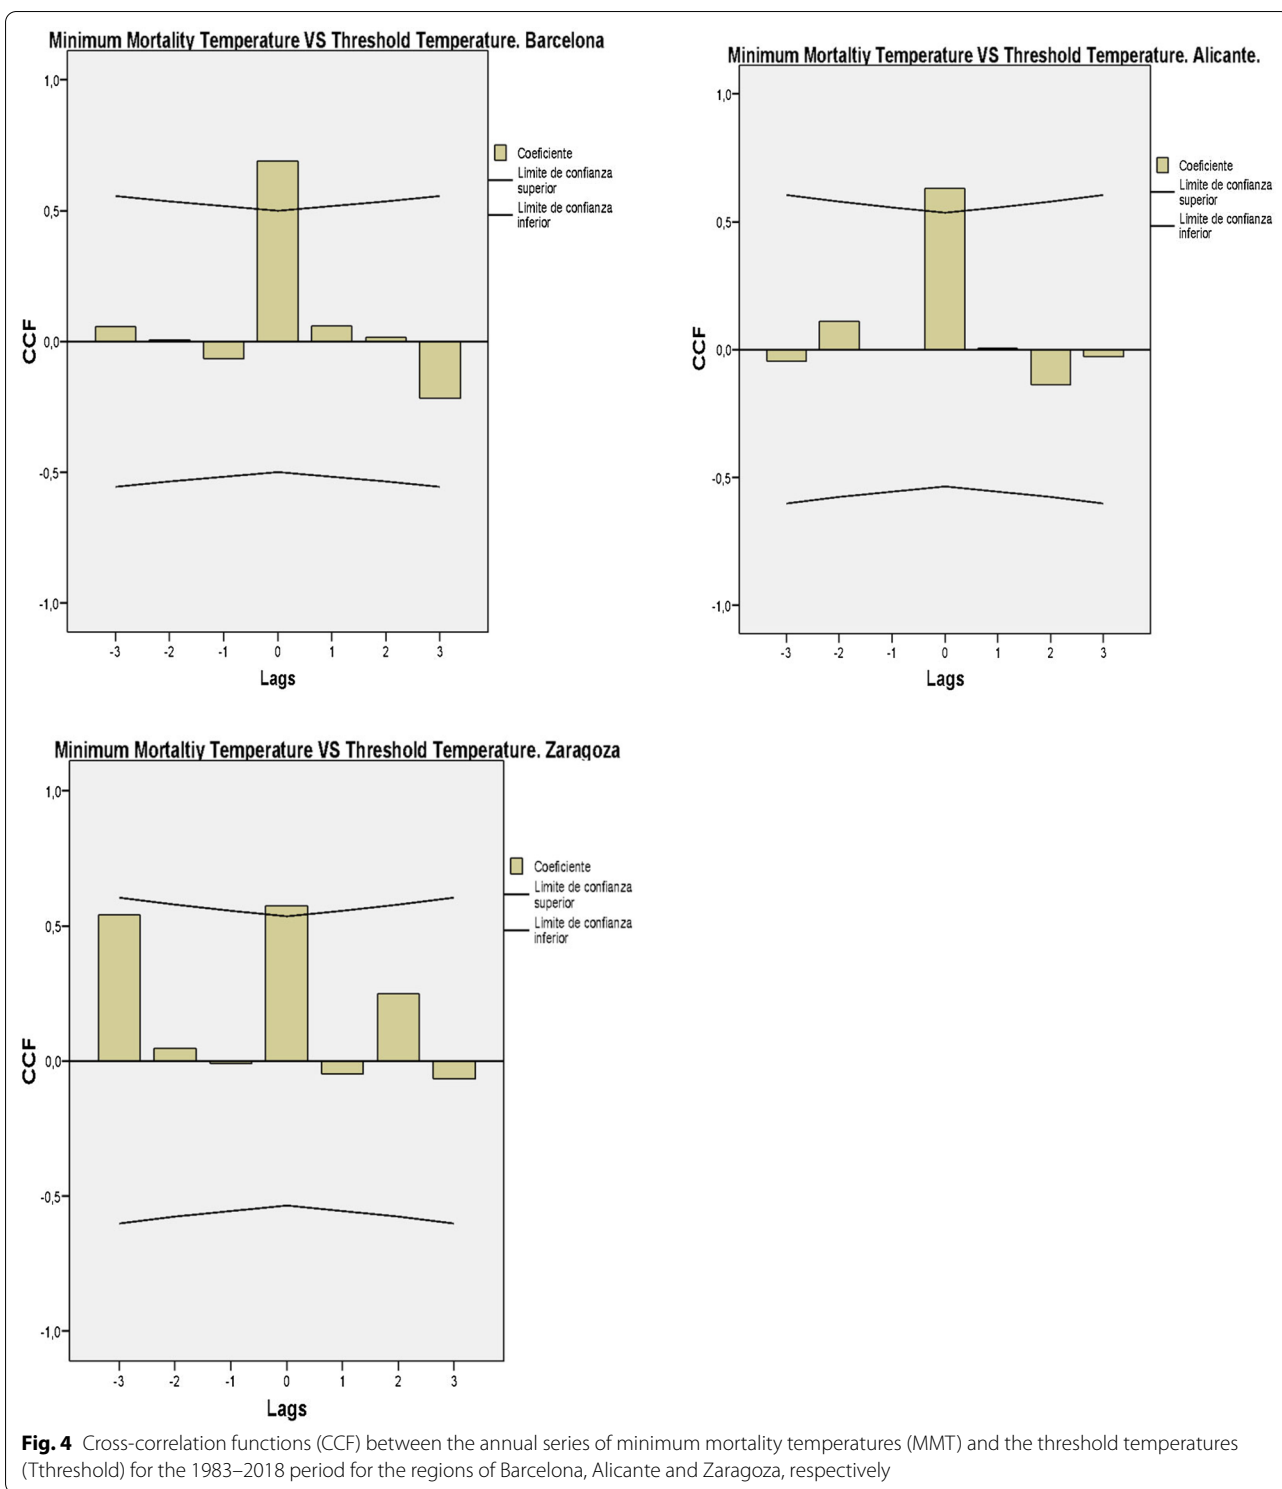 Minimum Mortality Temperature VS Threshold Temperature. Barcelona
1,0
0,5
0,0
-0,5
-1,0
CCF
-3 -2 -1 0 1 2 3
Lags
Coeficiente
Límite de confianza
superior
Límite de confianza
inferior
Minimum Mortaltiy Temperature VS Threshold Temperature. Alicante.
1,0
0,5
0,0
-0,5
-1,0
CCF
-3 -2 -1 0 1 2 3
Lags
Coeficiente
Límite de confianza
superior
Límite de confianza
inferior
Minimum Mortaltiy Temperature VS Threshold Temperature. Zaragoza
1,0
0,5
0,0
-0,5
-1,0
CCF
-3 -2 -1 0 1 2 3
Lags
Coeficiente
Límite de confianza
superior
Límite de confianza
inferior
Fig. 4 Cross-correlation functions (CCF) between the annual series of minimum mortality temperatures (MMT) and the threshold temperatures
(Tthreshold) for the 1983–2018 period for the regions of Barcelona, Alicante and Zaragoza, respectively